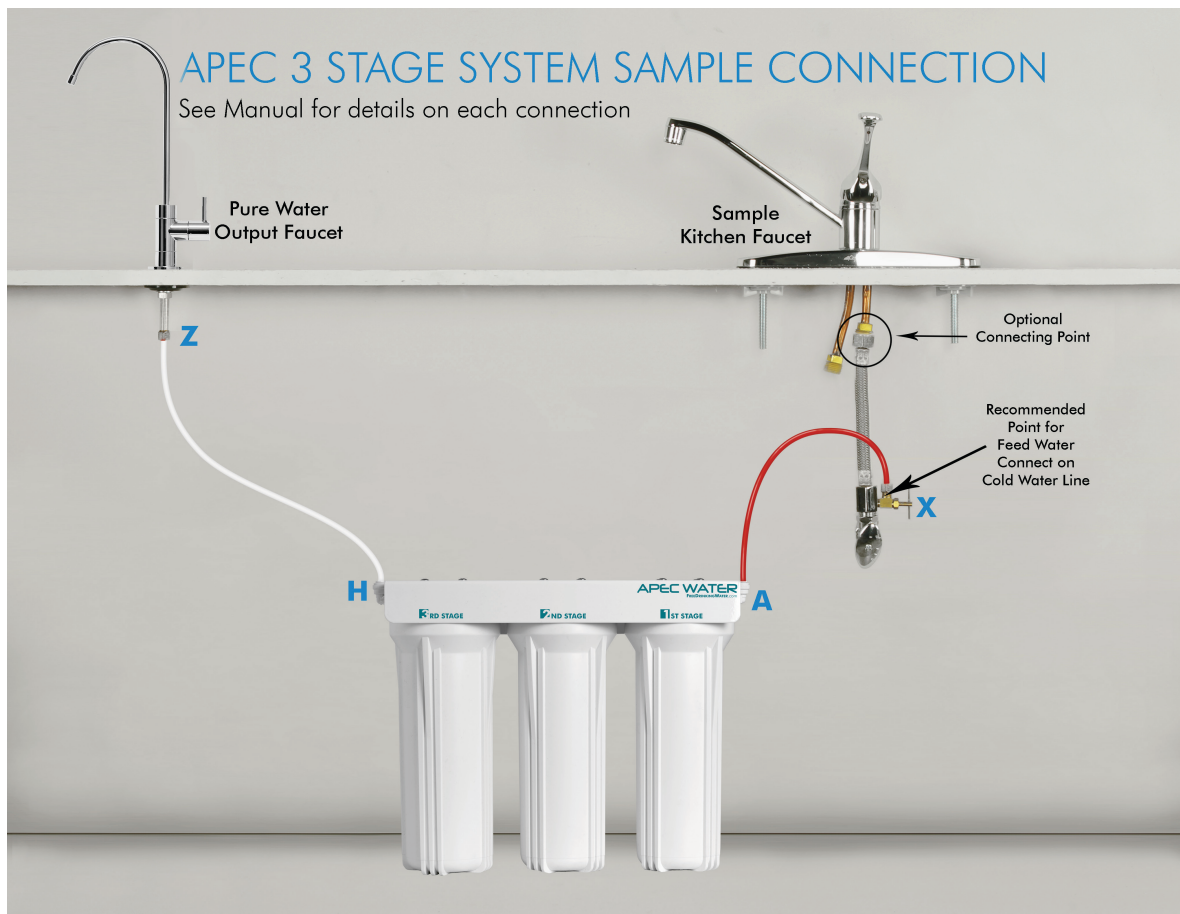 APEC 3 STAGE SYSTEM SAMPLE CONNECTION
See Manual for details on each connection
Pure Water
Output Faucet
Sample
Kitchen Faucet
Z
Optional
Connecting Point
Recommended
Point for
Feed Water
Connect on
Cold Water Line
X
H
APEC WATER
FreeDrinkingWater.com
A
3RD STAGE
2ND STAGE
1ST STAGE